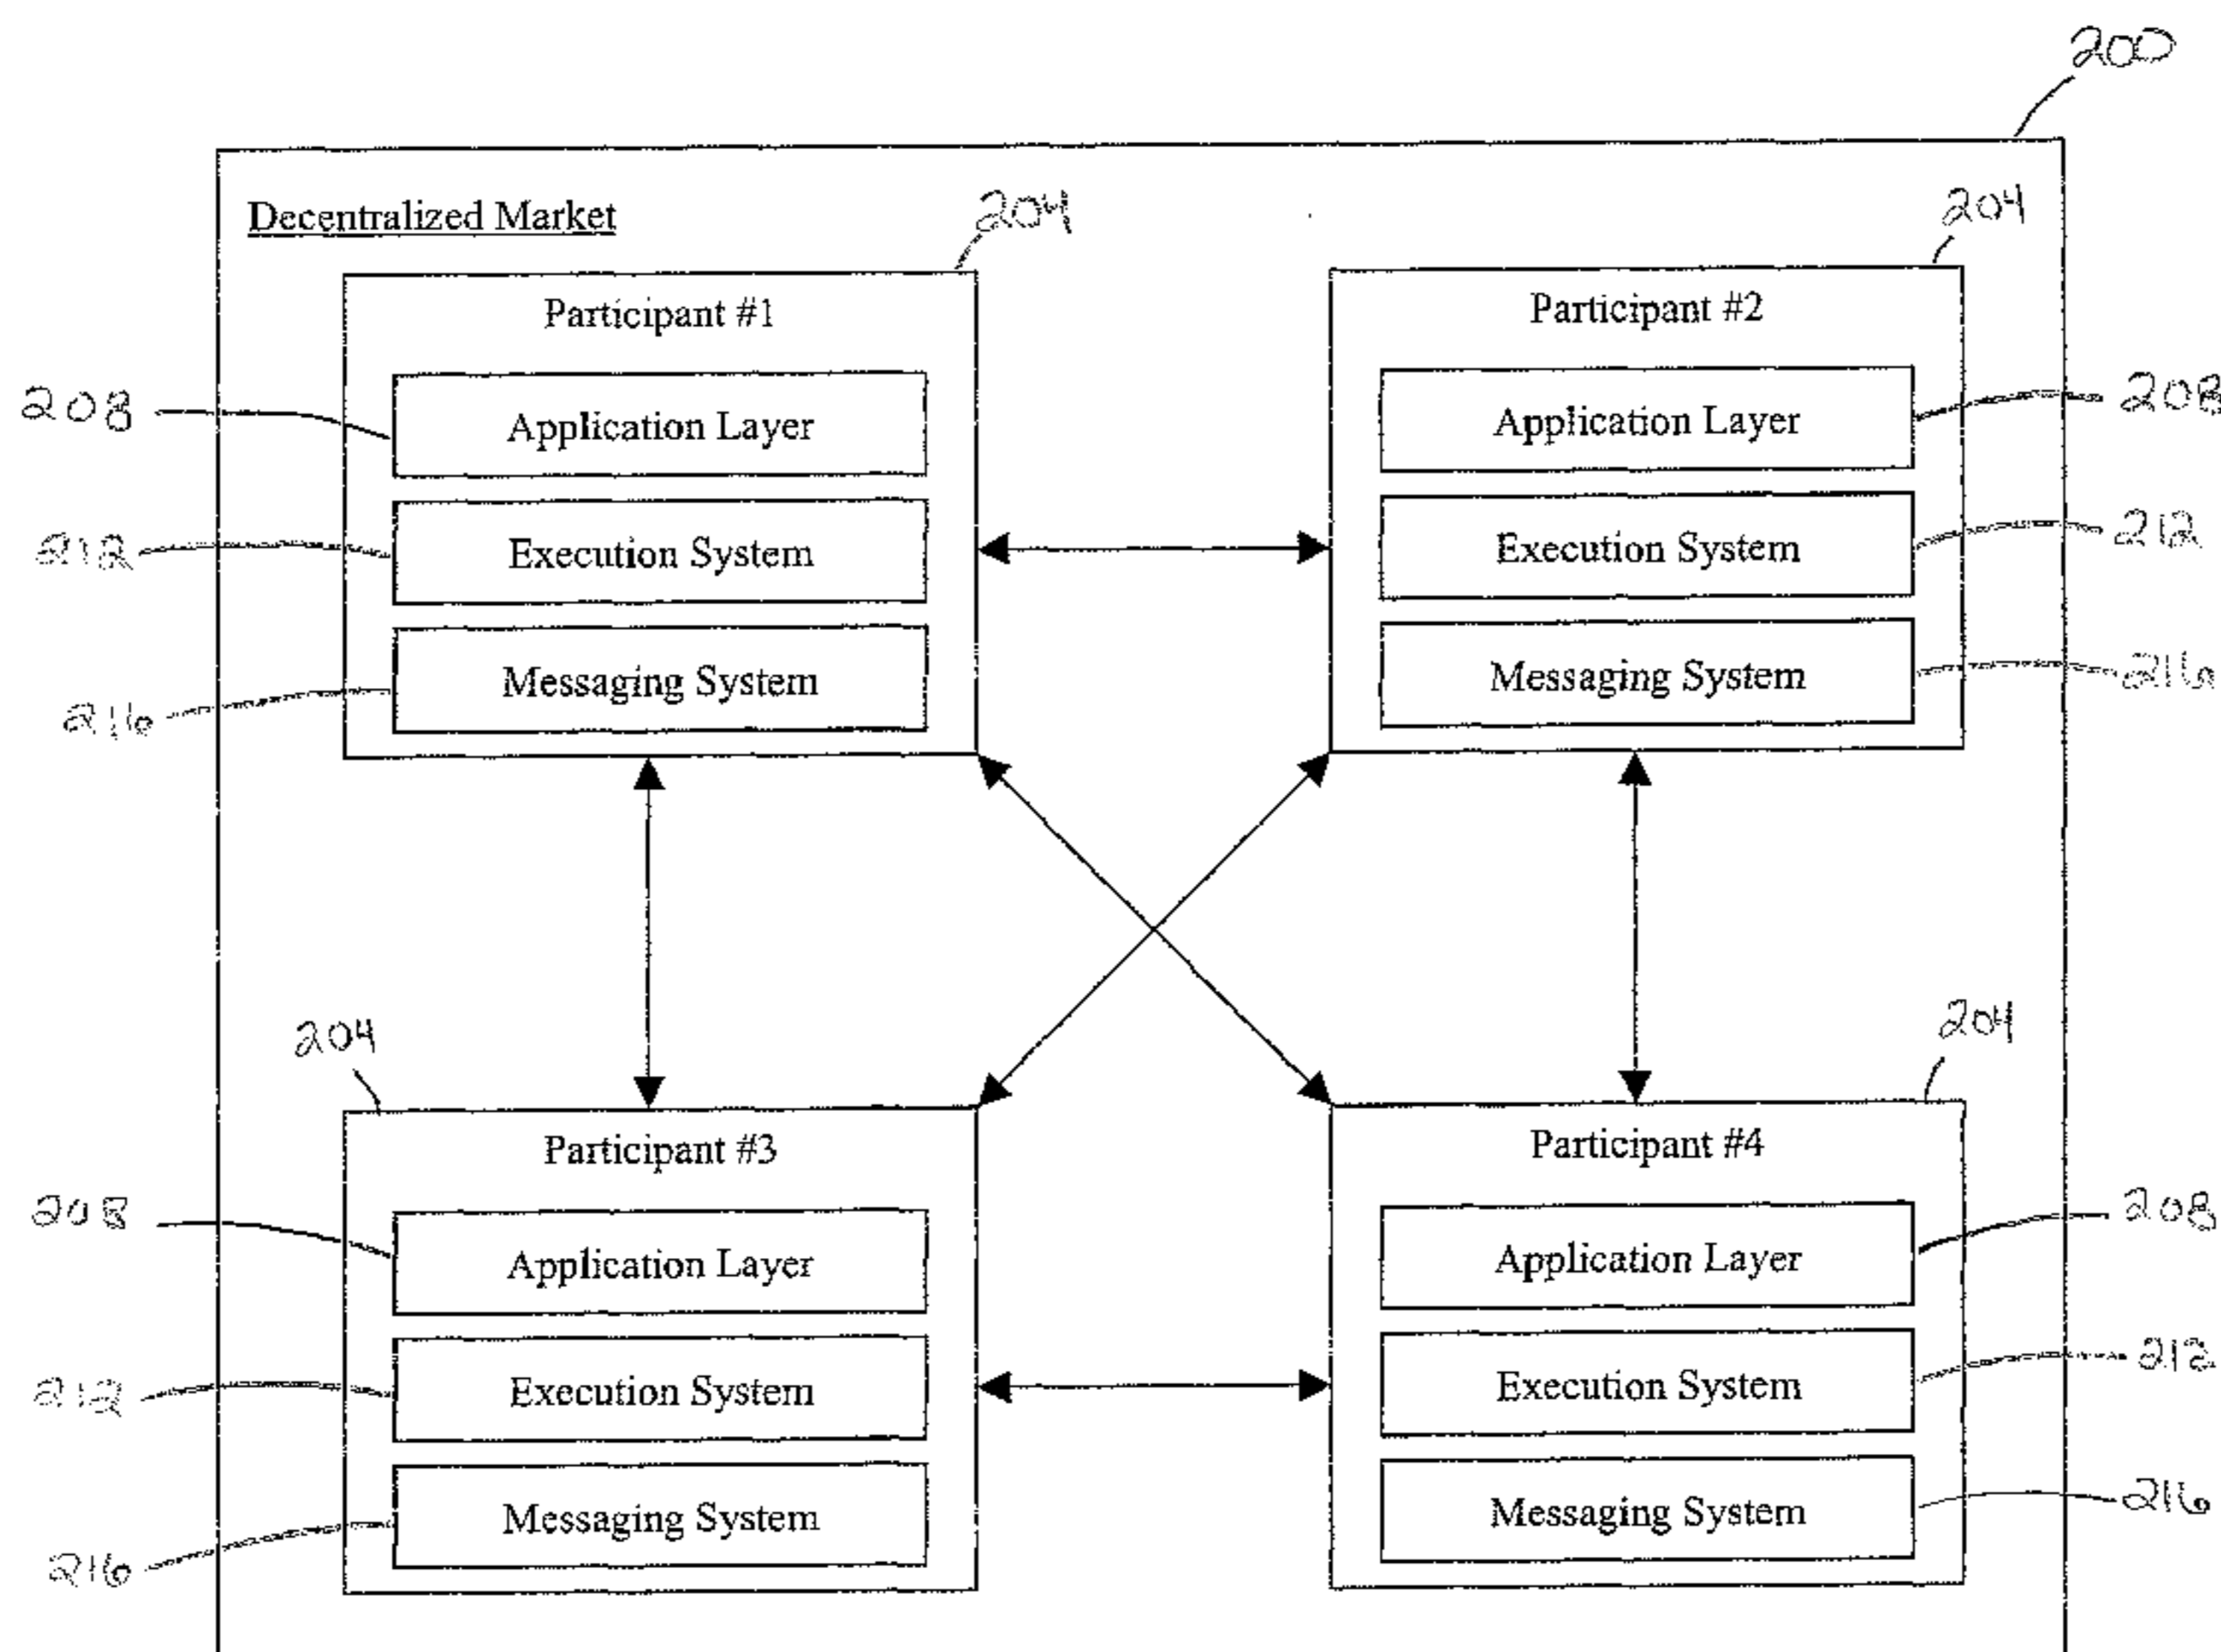 200
Decentralized Market
204
204
Participant #1
Participant #2
208
Application Layer
Application Layer
208
212
Execution System
Execution System
212
216
Messaging System
Messaging System
216
204
204
Participant #3
Participant #4
208
Application Layer
Application Layer
208
212
Execution System
Execution System
212
216
Messaging System
Messaging System
216